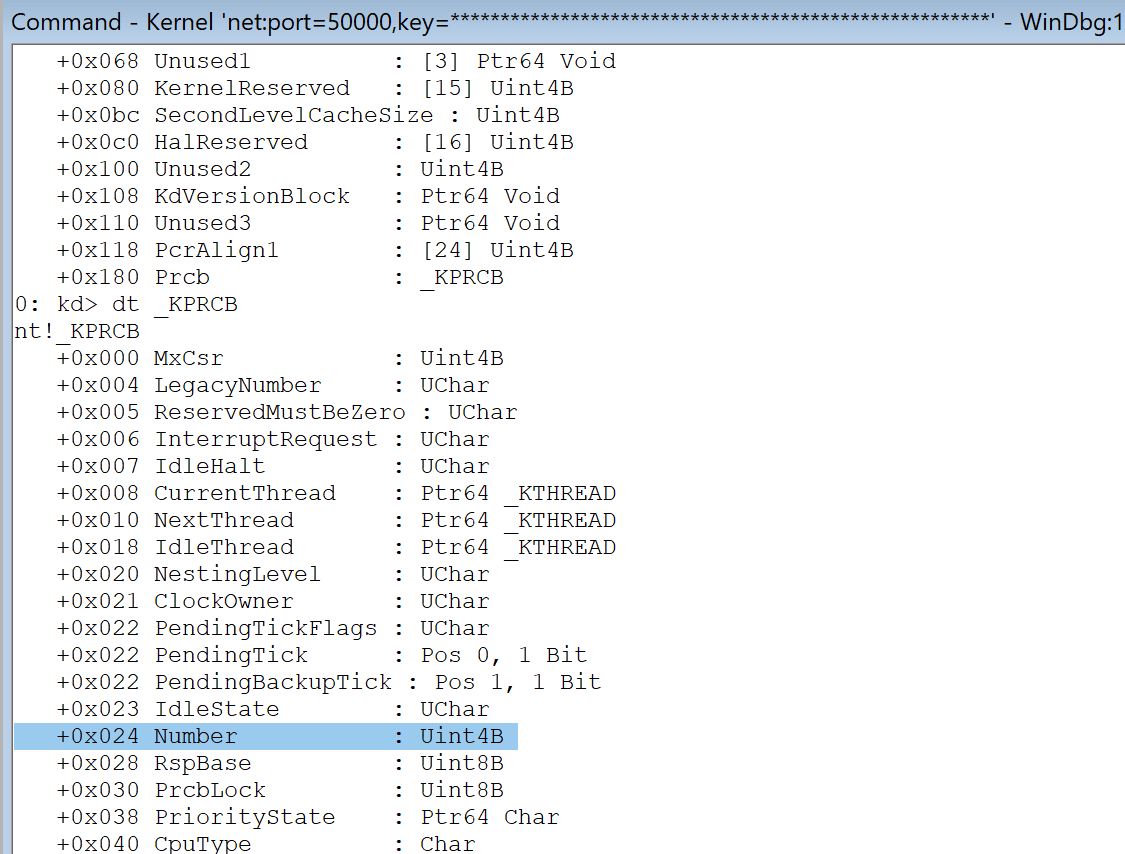 Command - Kernel 'net:port=50000,key=******************************************************' - WinDbg:1
   +0x068 Unused1          : [3] Ptr64 Void
   +0x080 KernelReserved   : [15] Uint4B
   +0x0bc SecondLevelCacheSize : Uint4B
   +0x0c0 HalReserved      : [16] Uint4B
   +0x100 Unused2          : Uint4B
   +0x108 KdVersionBlock   : Ptr64 Void
   +0x110 Unused3          : Ptr64 Void
   +0x118 PcrAlign1        : [24] Uint4B
   +0x180 Prcb             : _KPRCB
0: kd> dt _KPRCB
nt!_KPRCB
   +0x000 MxCsr            : Uint4B
   +0x004 LegacyNumber     : UChar
   +0x005 ReservedMustBeZero : UChar
   +0x006 InterruptRequest : UChar
   +0x007 IdleHalt         : UChar
   +0x008 CurrentThread    : Ptr64 _KTHREAD
   +0x010 NextThread       : Ptr64 _KTHREAD
   +0x018 IdleThread       : Ptr64 _KTHREAD
   +0x020 NestingLevel     : UChar
   +0x021 ClockOwner       : UChar
   +0x022 PendingTickFlags : UChar
   +0x022 PendingTick      : Pos 0, 1 Bit
   +0x022 PendingBackupTick : Pos 1, 1 Bit
   +0x023 IdleState        : UChar
   +0x024 Number           : Uint4B
   +0x028 RspBase          : Uint8B
   +0x030 PrcbLock         : Uint8B
   +0x038 PriorityState    : Ptr64 Char
   +0x040 CpuType          : Char